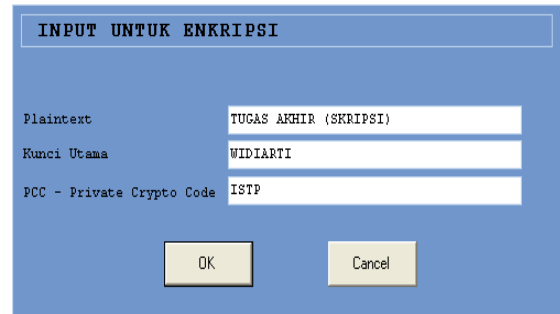 INPUT UNTUK ENKRIPSI
Plaintext TUGAS AKHIR (SKRIPSI)
Kunci Utama WIDIARTI
PCC - Private Crypto Code ISTP
OK Cancel